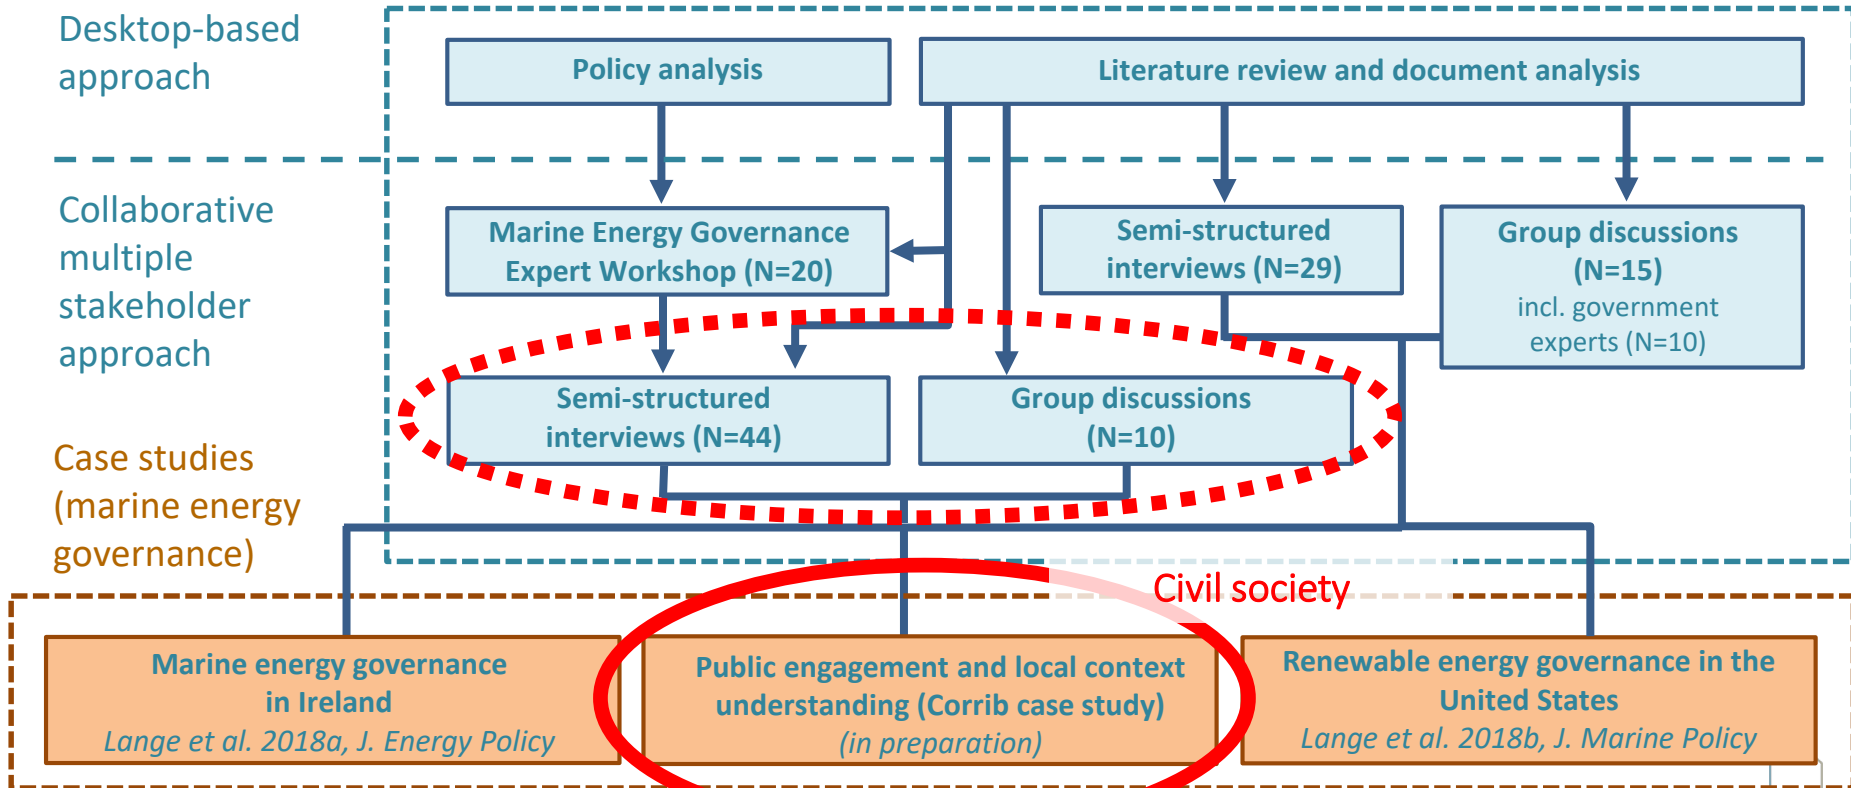 Desktop-based
approach
Policy analysis
Literature review and document analysis
Collaborative
multiple
stakeholder
approach
Marine Energy Governance
Expert Workshop (N=20)
Semi-structured
interviews (N=29)
Group discussions
(N=15)
incl. government
experts (N=10)
Semi-structured
interviews (N=44)
Group discussions
(N=10)
Case studies
(marine energy
governance)
Civil society
Marine energy governance
in Ireland
Lange et al. 2018a, J. Energy Policy
Public engagement and local context
understanding (Corrib case study)
(in preparation)
Renewable energy governance in the
United States
Lange et al. 2018b, J. Marine Policy